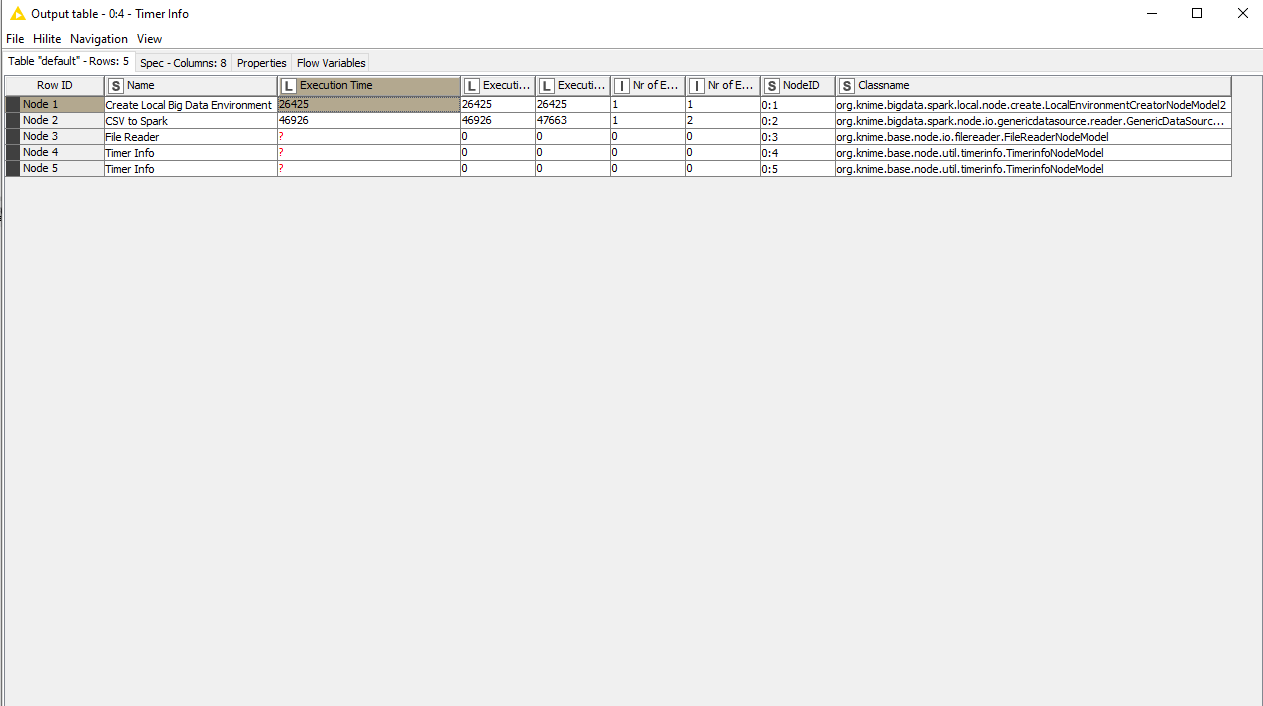 Output table - 0:4 - Timer Info
File Hilite Navigation View
Table "default" - Rows: 5 Spec - Columns: 8 Properties Flow Variables
Row ID S Name L Execution Time L Executi... L Executi... I Nr of E... I Nr of E... S NodeID S Classname
Node 1 Create Local Big Data Environment 26425 26425 26425 1 1 0:1 org.knime.bigdata.spark.local.node.create.LocalEnvironmentCreatorNodeModel2
Node 2 CSV to Spark 46926 46926 47663 1 2 0:2 org.knime.bigdata.spark.node.io.genericdatasource.reader.GenericDataSourc...
Node 3 File Reader ? 0 0 0 0 0:3 org.knime.base.node.io.filereader.FileReaderNodeModel
Node 4 Timer Info ? 0 0 0 0 0:4 org.knime.base.node.util.timerinfo.TimerinfoNodeModel
Node 5 Timer Info ? 0 0 0 0 0:5 org.knime.base.node.util.timerinfo.TimerinfoNodeModel